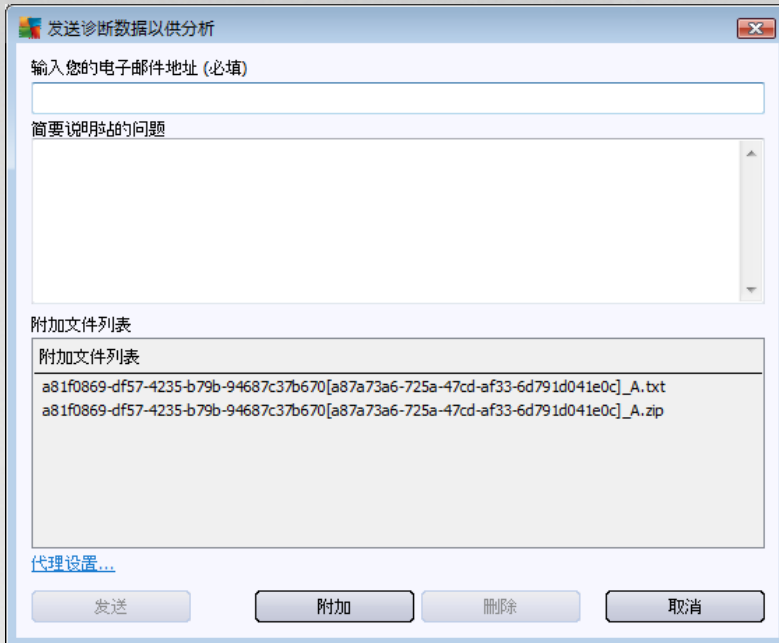 发送诊断数据以供分析
输入您的电子邮件地址 (必填)
简要说明站的问题
附加文件列表
附加文件列表
a81f0869-df57-4235-b79b-94687c37b670[a87a73a6-725a-47cd-af33-6d791d041e0c]_A.txt
a81f0869-df57-4235-b79b-94687c37b670[a87a73a6-725a-47cd-af33-6d791d041e0c]_A.zip
代理设置...
发送 附加 删除 取消